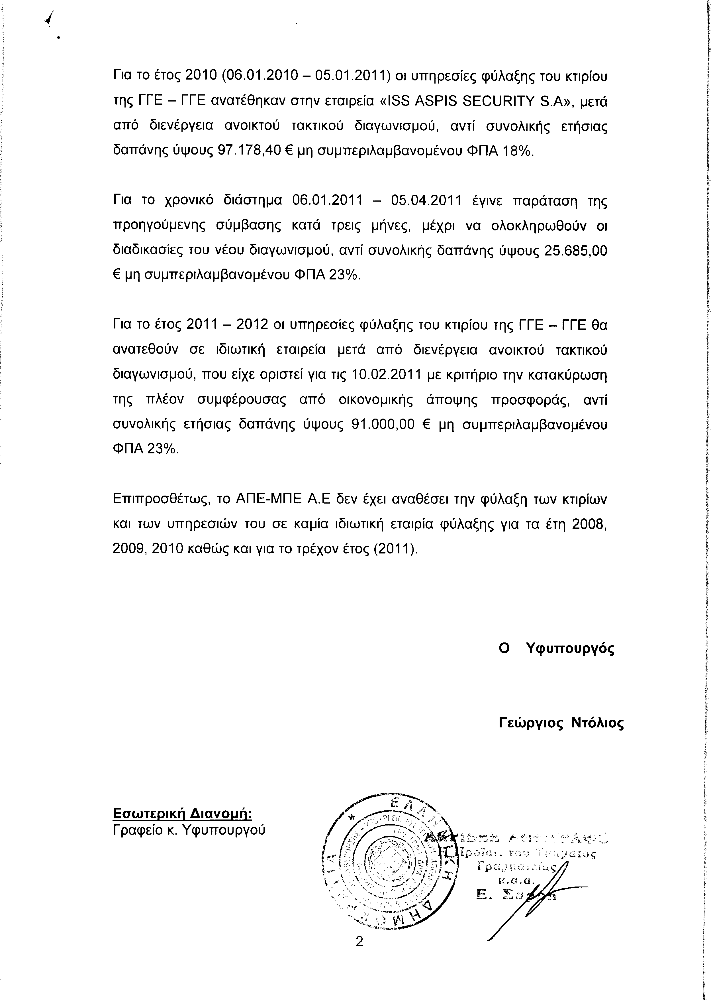 Για το έτος 2010 (06.01.2010 – 05.01.2011) οι υπηρεσίες φύλαξης του κτιρίου
της ΓΓΕ – ΓΓΕ ανατέθηκαν στην εταιρεία «ISS ASPIS SECURITY S.A», μετά
από διενέργεια ανοικτού τακτικού διαγωνισμού, αντί συνολικής ετήσιας
δαπάνης ύψους 97.178,40 € μη συμπεριλαμβανομένου ΦΠΑ 18%.
Για το χρονικό διάστημα 06.01.2011 – 05.04.2011 έγινε παράταση της
προηγούμενης σύμβασης κατά τρεις μήνες, μέχρι να ολοκληρωθούν οι
διαδικασίες του νέου διαγωνισμού, αντί συνολικής δαπάνης ύψους 25.685,00
€ μη συμπεριλαμβανομένου ΦΠΑ 23%.
Για το έτος 2011 – 2012 οι υπηρεσίες φύλαξης του κτιρίου της ΓΓΕ – ΓΓΕ θα
ανατεθούν σε ιδιωτική εταιρεία μετά από διενέργεια ανοικτού τακτικού
διαγωνισμού, που είχε οριστεί για τις 10.02.2011 με κριτήριο την κατακύρωση
της πλέον συμφέρουσας από οικονομικής άποψης προσφοράς, αντί
συνολικής ετήσιας δαπάνης ύψους 91.000,00 € μη συμπεριλαμβανομένου
ΦΠΑ 23%.
Επιπροσθέτως, το ΑΠΕ-ΜΠΕ Α.Ε δεν έχει αναθέσει την φύλαξη των κτιρίων
και των υπηρεσιών του σε καμία ιδιωτική εταιρία φύλαξης για τα έτη 2008,
2009, 2010 καθώς και για το τρέχον έτος (2011).
Ο Υφυπουργός
Γεώργιος Ντόλιος
Εσωτερική Διανομή:
Γραφείο κ. Υφυπουργού
ΕΛΛΗΝΙΚΗ ΔΗΜΟΚΡΑΤΙΑ
ΑΚΡΙΒΕΣ ΑΝΤΙΓΡΑΦΟ
Η Προϊστ. του Τμήματος
Γραμματείας
κ.α.α.
Ε.
2